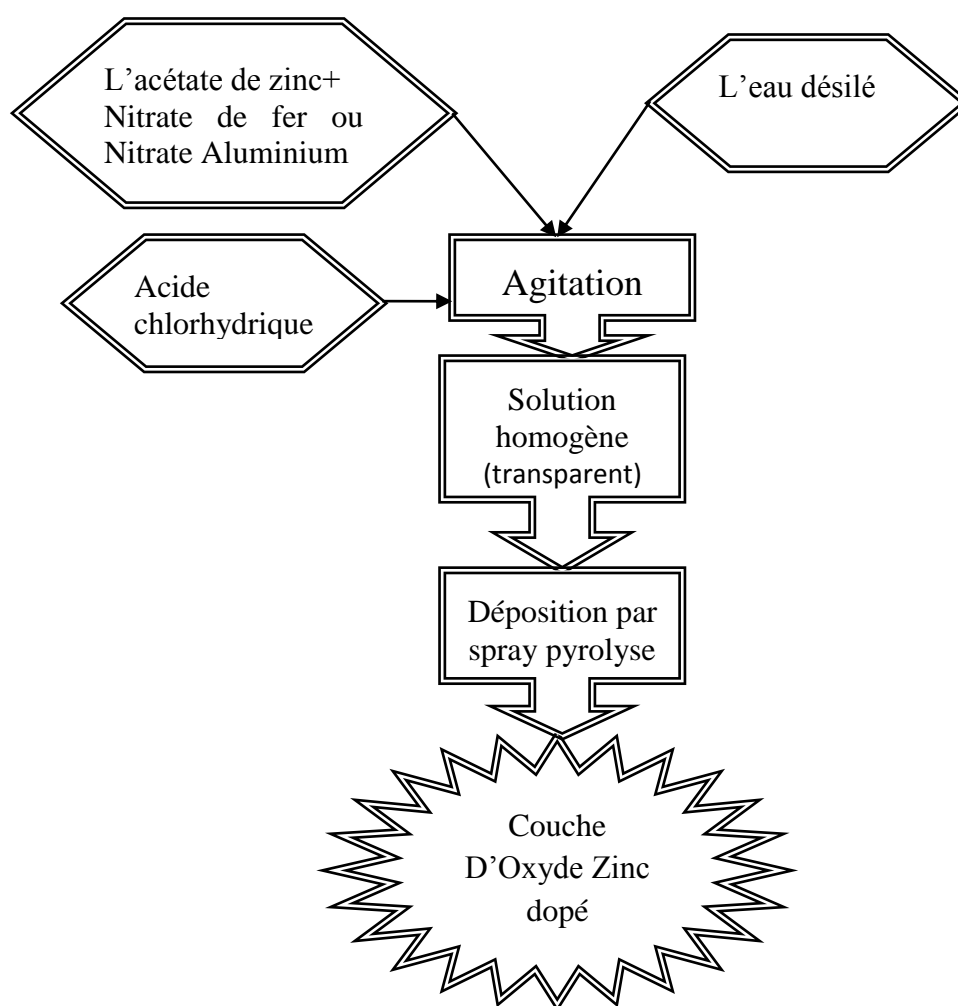 L’acétate de zinc+
Nitrate de fer ou
Nitrate Aluminium
L’eau désilé
Acide
chlorhydrique
Agitation
Solution
homogène
(transparent)
Déposition par
spray pyrolyse
Couche
D’Oxyde Zinc
dopé